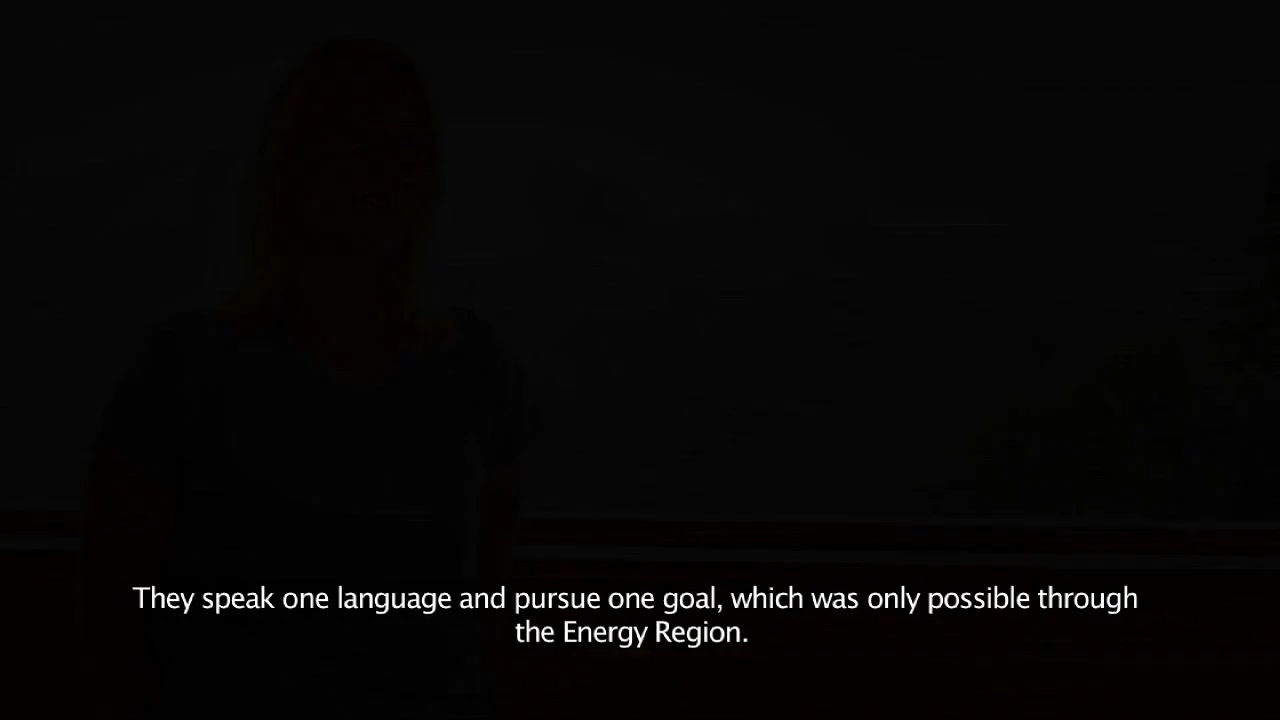 They speak one language and pursue one goal, which was only possible through
the Energy Region.